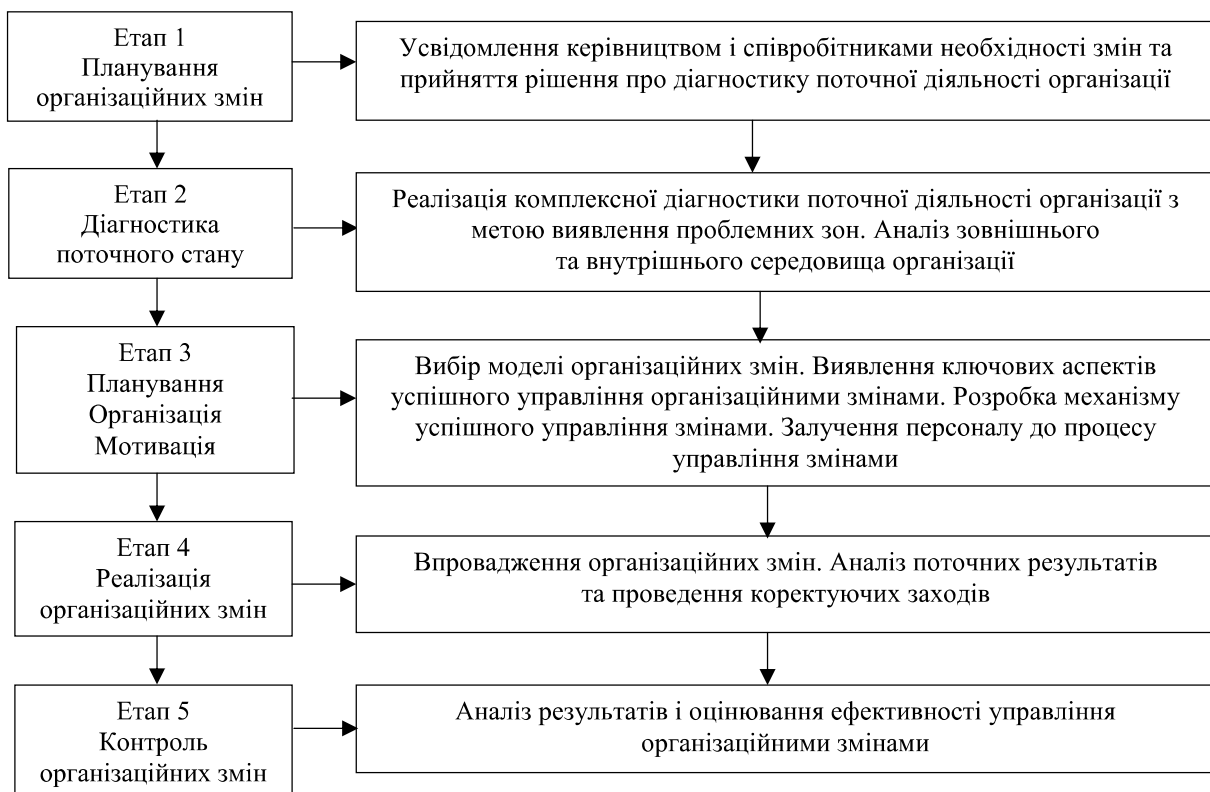 Етап 1
Планування
організаційних змін
Усвідомлення керівництвом і співробітниками необхідності змін та
прийняття рішення про діагностику поточної діяльності організації
Етап 2
Діагностика
поточного стану
Реалізація комплексної діагностики поточної діяльності організації з
метою виявлення проблемних зон. Аналіз зовнішнього
та внутрішнього середовища організації
Етап 3
Планування
Організація
Мотивація
Вибір моделі організаційних змін. Виявлення ключових аспектів
успішного управління організаційними змінами. Розробка механізму
успішного управління змінами. Залучення персоналу до процесу
управління змінами
Етап 4
Реалізація
організаційних змін
Впровадження організаційних змін. Аналіз поточних результатів
та проведення коректуючих заходів
Етап 5
Контроль
організаційних змін
Аналіз результатів і оцінювання ефективності управління
організаційними змінами